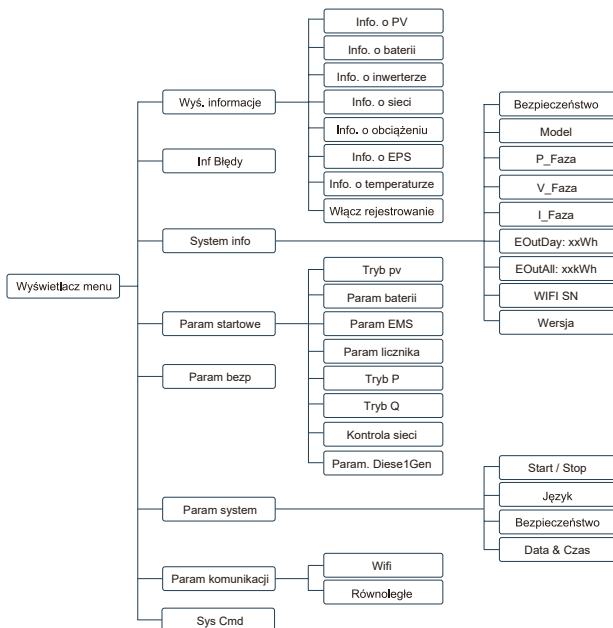 Wyświetlacz menu
Wyś. informacje
Info. o PV
Info. o baterii
Info. o inwerterze
Info. o sieci
Info. o obciążeniu
Info. o EPS
Info. o temperaturze
Włącz rejestrowanie
Inf Błędy
System info
Bezpieczeństwo
Model
P_Faza
V_Faza
I_Faza
EOutDay: xxWh
EOutAll: xxkWh
WIFI SN
Wersja
Param startowe
Tryb pv
Param baterii
Param EMS
Param licznika
Tryb P
Tryb Q
Kontrola sieci
Param. Diese1Gen
Param bezp
Param system
Start / Stop
Język
Bezpieczeństwo
Data & Czas
Param komunikacji
Wifi
Równoległe
Sys Cmd